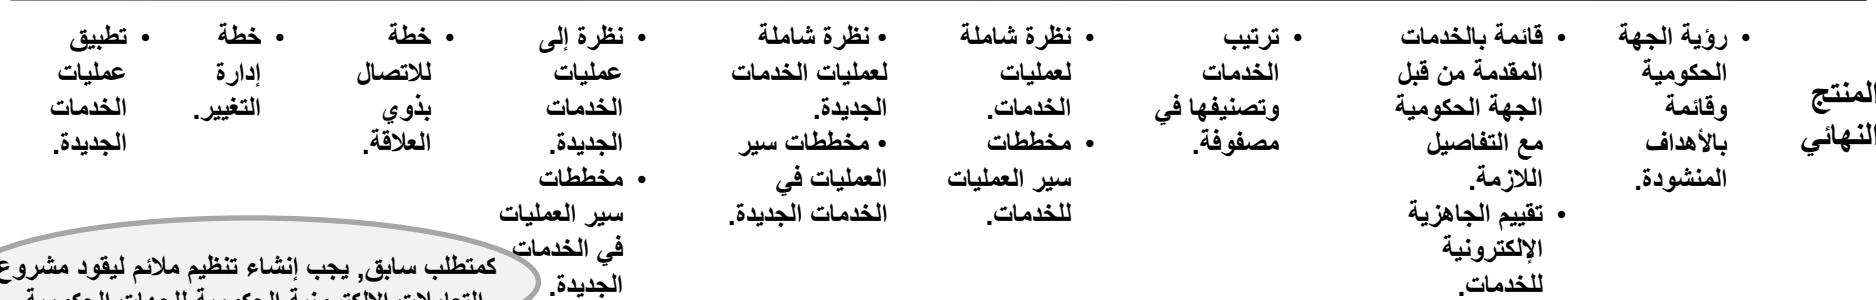 المنتج
النهائي
• رؤية الجهة
الحكومية
وقائمة
بالأهداف
المنشودة.
• قائمة بالخدمات
المقدمة من قبل
الجهة الحكومية
مع التفاصيل
اللازمة.
• تقييم الجاهزية
الإلكترونية
للخدمات.
• ترتيب
الخدمات
وتصنيفها في
مصفوفة.
• نظرة شاملة
لعمليات
الخدمات.
• مخططات
سير العمليات
للخدمات.
• نظرة شاملة
لعمليات الخدمات
الجديدة.
• مخططات سير
العمليات في
الخدمات الجديدة.
• نظرة إلى
عمليات
الخدمات
الجديدة.
• مخططات
سير العمليات
في الخدمات
الجديدة.
• خطة
للاتصال
بذوي
العلاقة.
• خطة
إدارة
التغيير.
• تطبيق
عمليات
الخدمات
الجديدة.
كمتطلب سابق, يجب إنشاء تنظيم ملائم ليقود مشروع